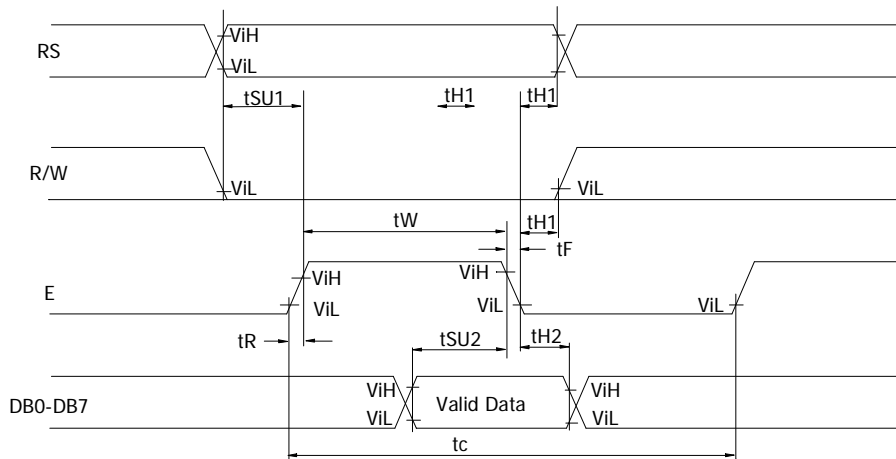 ViH
RS
ViL
tSU1 tH1 tH1
R/W
ViL ViL
tW tH1
tF
ViH ViH
E
ViL ViL ViL
tR tSU2 tH2
ViH ViH
DB0-DB7 Valid Data
ViL ViL
tc